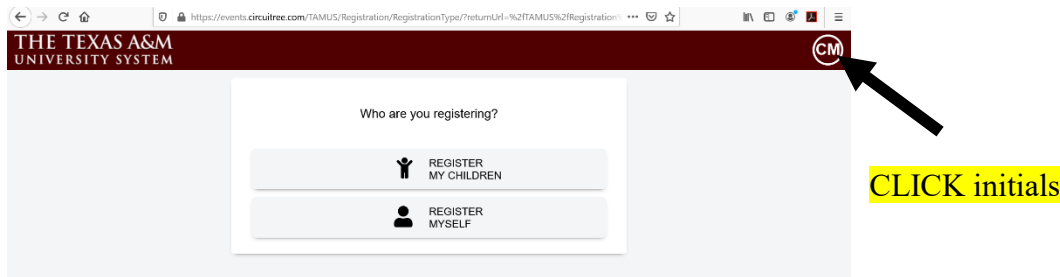 https://events.circuitree.com/TAMUS/Registration/RegistrationType/?returnUrl=%2fTAMUS%2fRegistration%
THE TEXAS A&M
UNIVERSITY SYSTEM
CM
Who are you registering?
REGISTER
MY CHILDREN
REGISTER
MYSELF
CLICK initials